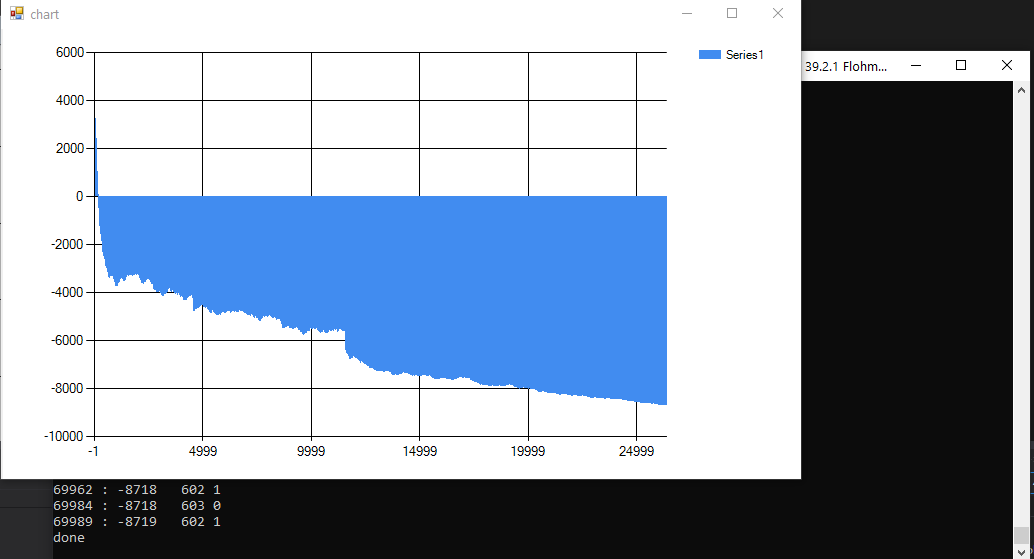 chart
Series1
39.2.1 Flohm...
6000
4000
2000
0
-2000
-4000
-6000
-8000
-10000
-1 4999 9999 14999 19999 24999
69962 : -8718 602 1
69984 : -8718 603 0
69989 : -8719 602 1
done